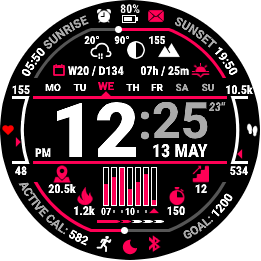 80%
05:50 SUNRISE
SUNSET 19:50
20° 90° 155
W20 / D134 07h / 25m
MO TU WE TH FR SA SU
155 10.5k
12:25 23"
PM 13 MAY
48 534
20.5k 12
1.2k 07 10 150
ACTIVE CAL: 582
GOAL: 1200